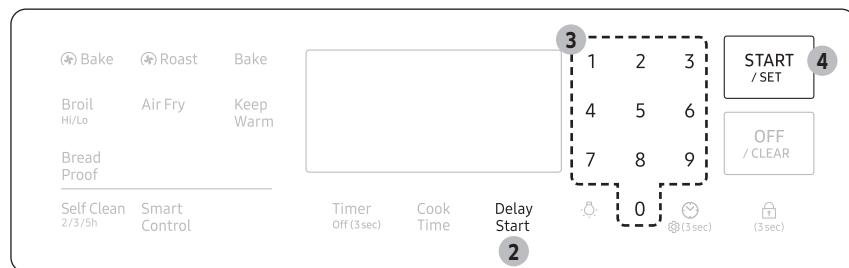 Bake Roast Bake
3
1 2 3
START
/ SET
4
Broil
Hi/Lo
Air Fry
Keep
Warm
4 5 6
OFF
/ CLEAR
Bread
Proof
7 8 9
Self Clean
2/3/5h
Smart
Control
Timer
Off (3 sec)
Cook
Time
Delay
Start
2
0
(3 sec)
(3 sec)